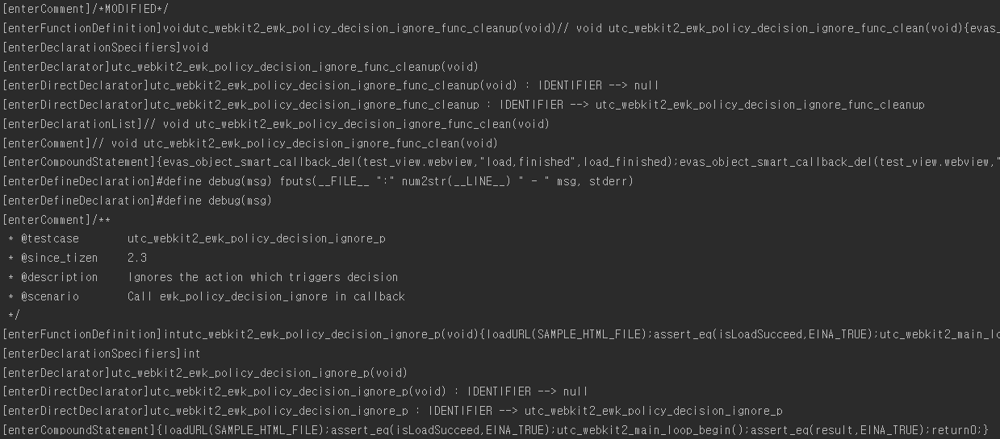 [enterComment]/*MODIFIED*/
[enterFunctionDefinition]voidutc_webkit2_ewk_policy_decision_ignore_func_cleanup(void)// void utc_webkit2_ewk_policy_decision_ignore_func_clean(void){evas_
[enterDeclarationSpecifiers]void
[enterDeclarator]utc_webkit2_ewk_policy_decision_ignore_func_cleanup(void)
[enterDirectDeclarator]utc_webkit2_ewk_policy_decision_ignore_func_cleanup(void) : IDENTIFIER --> null
[enterDirectDeclarator]utc_webkit2_ewk_policy_decision_ignore_func_cleanup : IDENTIFIER --> utc_webkit2_ewk_policy_decision_ignore_func_cleanup
[enterDeclarationList]// void utc_webkit2_ewk_policy_decision_ignore_func_clean(void)
[enterComment]// void utc_webkit2_ewk_policy_decision_ignore_func_clean(void)
[enterCompoundStatement]{evas_object_smart_callback_del(test_view.webview,"load,finished",load_finished);evas_object_smart_callback_del(test_view.webview,"
[enterDefineDeclaration]#define debug(msg) fputs(__FILE__ ":" num2str(__LINE__) " - " msg, stderr)
[enterDefineDeclaration]#define debug(msg)
[enterComment]/**
* @testcase utc_webkit2_ewk_policy_decision_ignore_p
* @since_tizen 2.3
* @description Ignores the action which triggers decision
* @scenario Call ewk_policy_decision_ignore in callback
*/
[enterFunctionDefinition]intutc_webkit2_ewk_policy_decision_ignore_p(void){loadURL(SAMPLE_HTML_FILE);assert_eq(isLoadSucceed,EINA_TRUE);utc_webkit2_main_lo
[enterDeclarationSpecifiers]int
[enterDeclarator]utc_webkit2_ewk_policy_decision_ignore_p(void)
[enterDirectDeclarator]utc_webkit2_ewk_policy_decision_ignore_p(void) : IDENTIFIER --> null
[enterDirectDeclarator]utc_webkit2_ewk_policy_decision_ignore_p : IDENTIFIER --> utc_webkit2_ewk_policy_decision_ignore_p
[enterCompoundStatement]{loadURL(SAMPLE_HTML_FILE);assert_eq(isLoadSucceed,EINA_TRUE);utc_webkit2_main_loop_begin();assert_eq(result,EINA_TRUE);return0;}